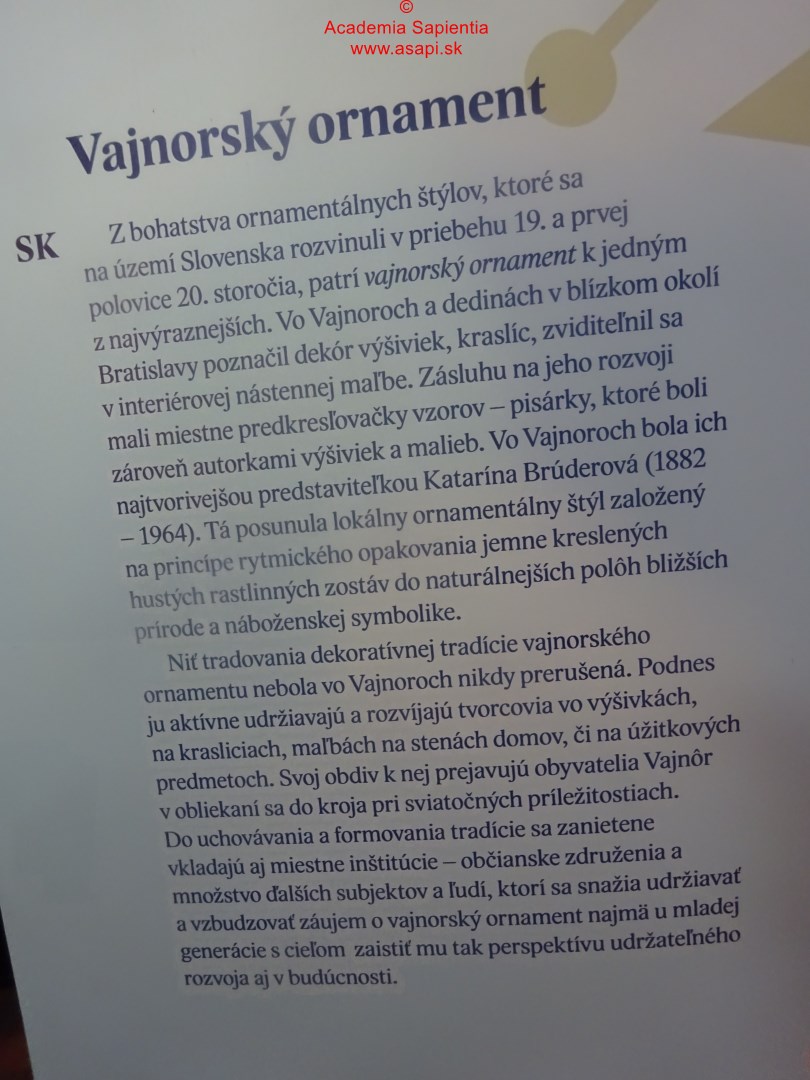 ©
Academia Sapientia
www.asapi.sk
Vajnorský ornament
SK
Z bohatstva ornamentálnych štýlov, ktoré sa
na území Slovenska rozvinuli v priebehu 19. a prvej
polovice 20. storočia, patrí vajnorský ornament k jedným
z najvýraznejších. Vo Vajnoroch a dedinách v blízkom okolí
Bratislavy poznačil dekór výšiviek, kraslíc, zviditeľnil sa
v interiérovej nástennej maľbe. Zásluhu na jeho rozvoji
mali miestne predkresľovačky vzorov – pisárky, ktoré boli
zároveň autorkami výšiviek a malieb. Vo Vajnoroch bola ich
najtvorivejšou predstaviteľkou Katarína Brúderová (1882
– 1964). Tá posunula lokálny ornamentálny štýl založený
na princípe rytmického opakovania jemne kreslených
hustých rastlinných zostáv do naturálnejších polôh bližších
prírode a náboženskej symbolike.
Niť tradovania dekoratívnej tradície vajnorského
ornamentu nebola vo Vajnoroch nikdy prerušená. Podnes
ju aktívne udržiavajú a rozvíjajú tvorcovia vo výšivkách,
na krasliciach, maľbách na stenách domov, či na úžitkových
predmetoch. Svoj obdiv k nej prejavujú obyvatelia Vajnôr
v obliekaní sa do kroja pri sviatočných príležitostiach.
Do uchovávania a formovania tradície sa zanietene
vkladajú aj miestne inštitúcie – občianske združenia a
množstvo ďalších subjektov a ľudí, ktorí sa snažia udržiavať
a vzbudzovať záujem o vajnorský ornament najmä u mladej
generácie s cieľom zaistiť mu tak perspektívu udržateľného
rozvoja aj v budúcnosti.